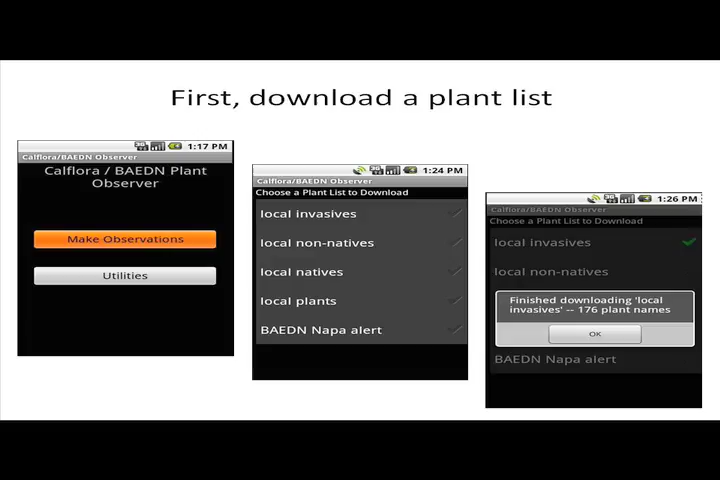 First, download a plant list
1:17 PM
Calflora/BAEDN Observer
Calflora / BAEDN Plant
Observer
Make Observations
Utilities
1:24 PM
Calflora/BAEDN Observer
Choose a Plant List to Download
local invasives
local non-natives
local natives
local plants
BAEDN Napa alert
1:26 PM
Calflora/BAEDN Observer
Choose a Plant List to Download
local invasives
local non-natives
Finished downloading 'local
invasives' -- 176 plant names
OK
BAEDN Napa alert